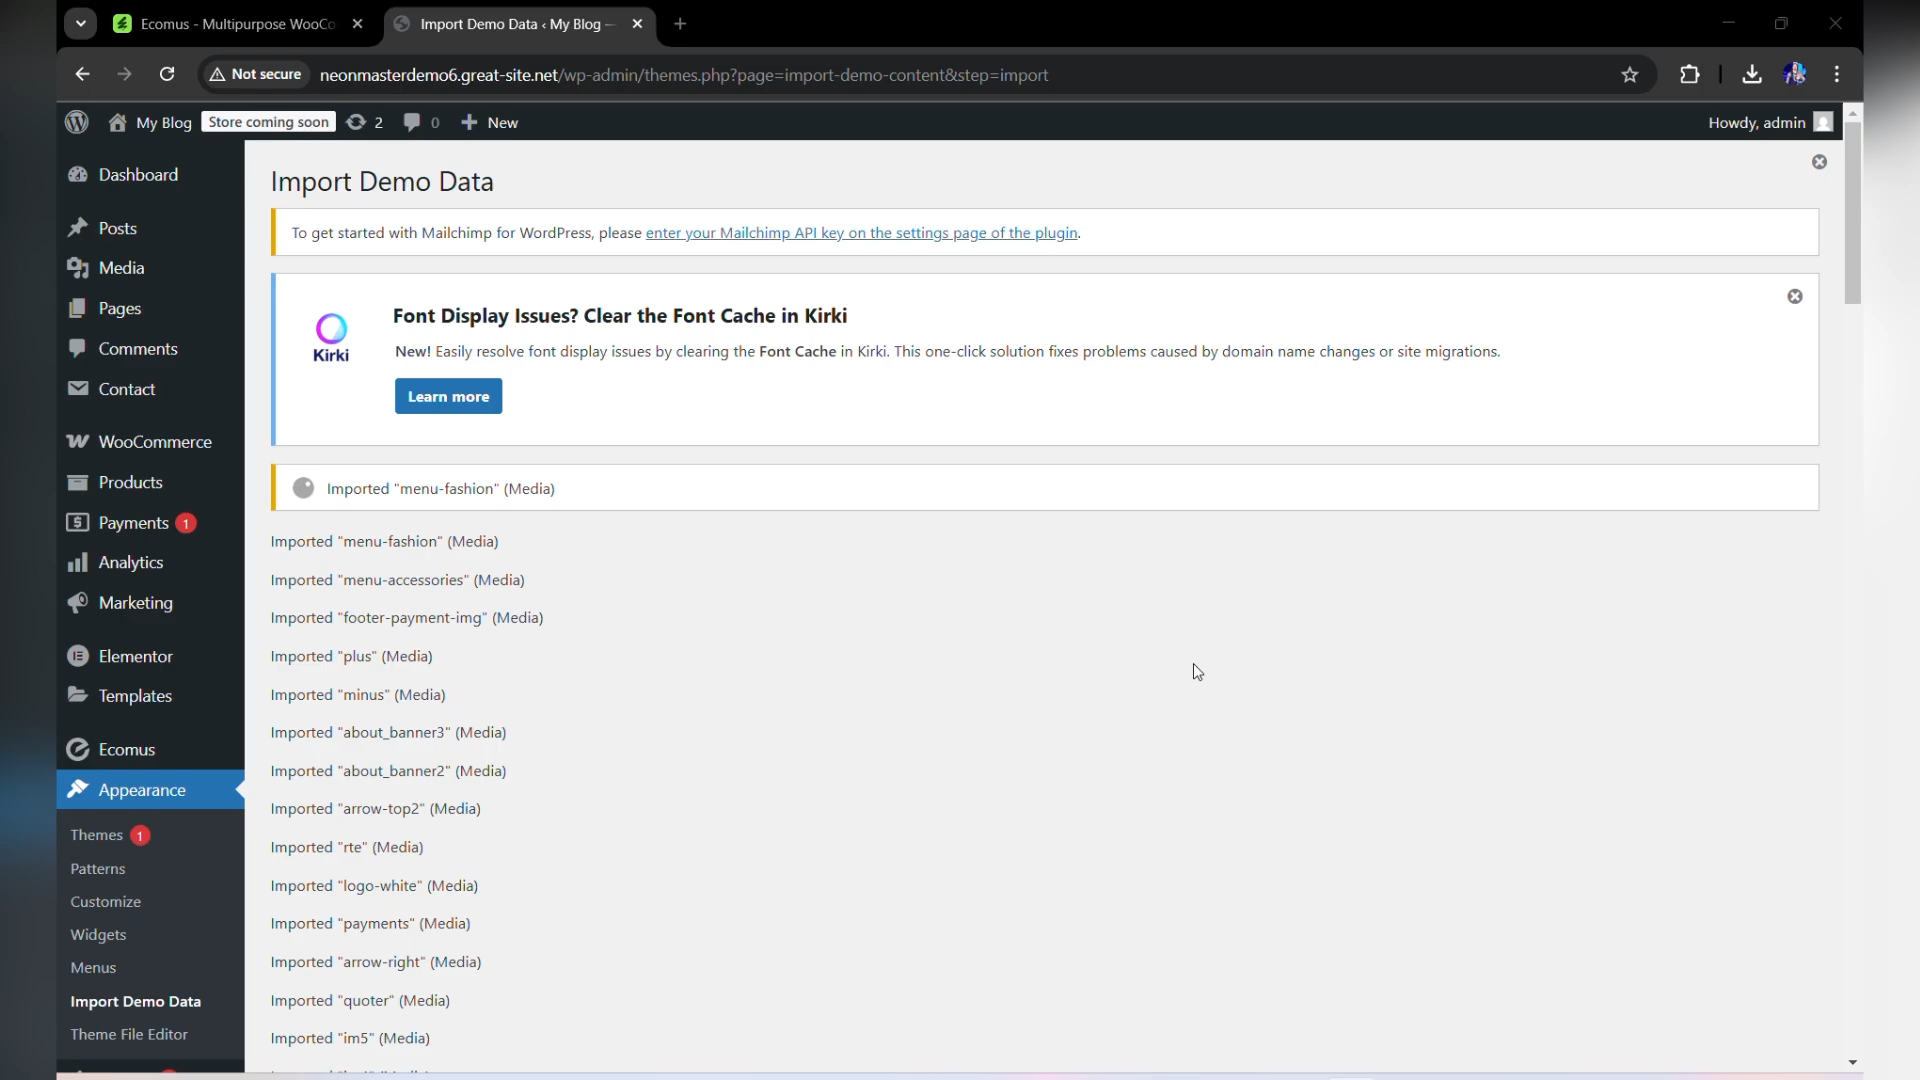 Ecomus - Multipurpose WooCo
Import Demo Data ‹ My Blog —
Not secure
neonmasterdemo6.great-site.net/wp-admin/themes.php?page=import-demo-content&step=import
My Blog
Store coming soon
2
0
New
Howdy, admin
Dashboard
Posts
Media
Pages
Comments
Contact
WooCommerce
Products
Payments 1
Analytics
Marketing
Elementor
Templates
Ecomus
Appearance
Themes 1
Patterns
Customize
Widgets
Menus
Import Demo Data
Theme File Editor
Import Demo Data
To get started with Mailchimp for WordPress, please enter your Mailchimp API key on the settings page of the plugin.
Kirki
Font Display Issues? Clear the Font Cache in Kirki
New! Easily resolve font display issues by clearing the Font Cache in Kirki. This one-click solution fixes problems caused by domain name changes or site migrations.
Learn more
Imported "menu-fashion" (Media)
Imported "menu-fashion" (Media)
Imported "menu-accessories" (Media)
Imported "footer-payment-img" (Media)
Imported "plus" (Media)
Imported "minus" (Media)
Imported "about_banner3" (Media)
Imported "about_banner2" (Media)
Imported "arrow-top2" (Media)
Imported "rte" (Media)
Imported "logo-white" (Media)
Imported "payments" (Media)
Imported "arrow-right" (Media)
Imported "quoter" (Media)
Imported "im5" (Media)